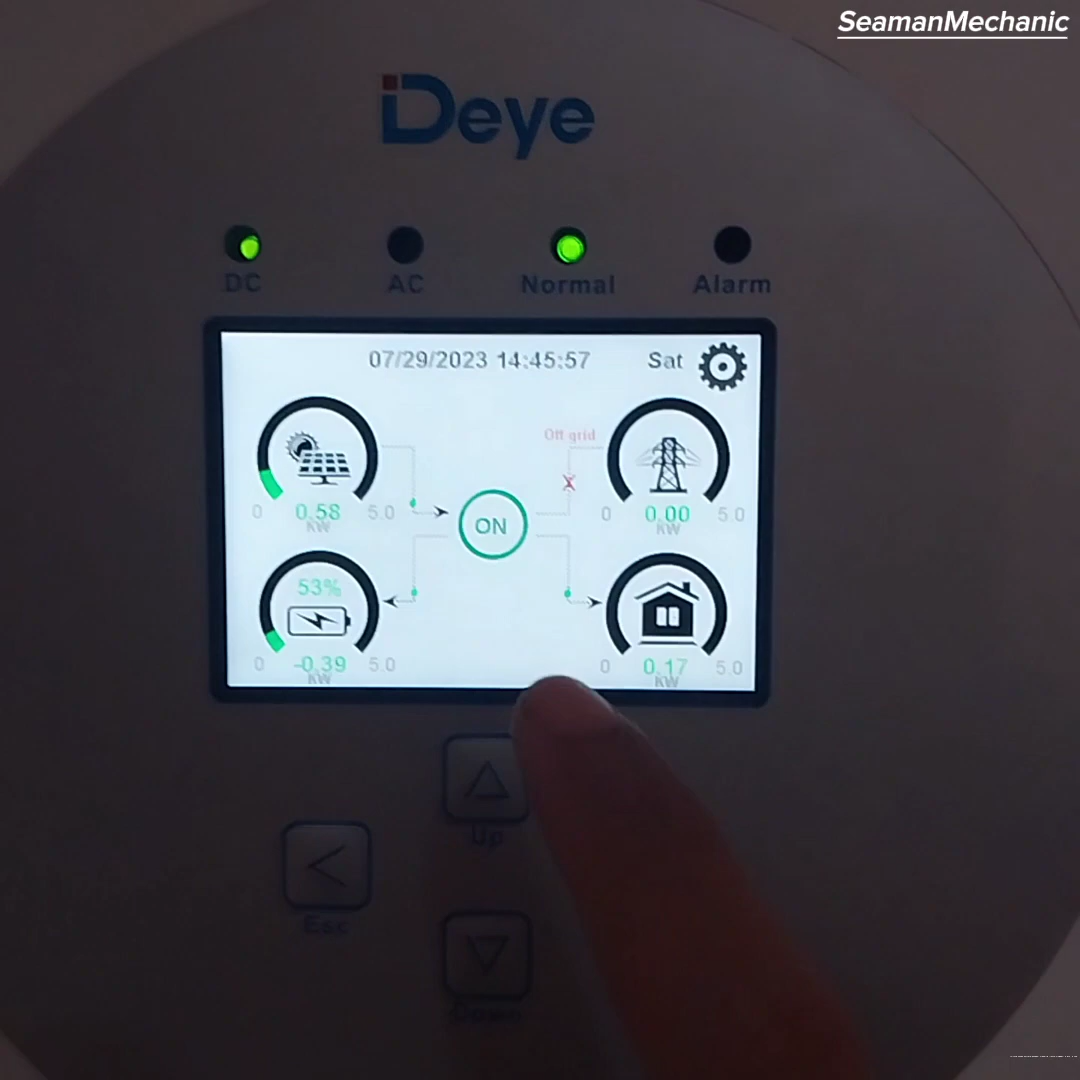 SeamanMechanic
Deye
DC AC Normal Alarm
07/29/2023 14:45:57 Sat
Off grid
0 0.58 5.0
KW
ON
0 0.00 5.0
KW
53%
0 -0.39 5.0
KW
0 0.17 5.0
KW
Up
Esc
Down